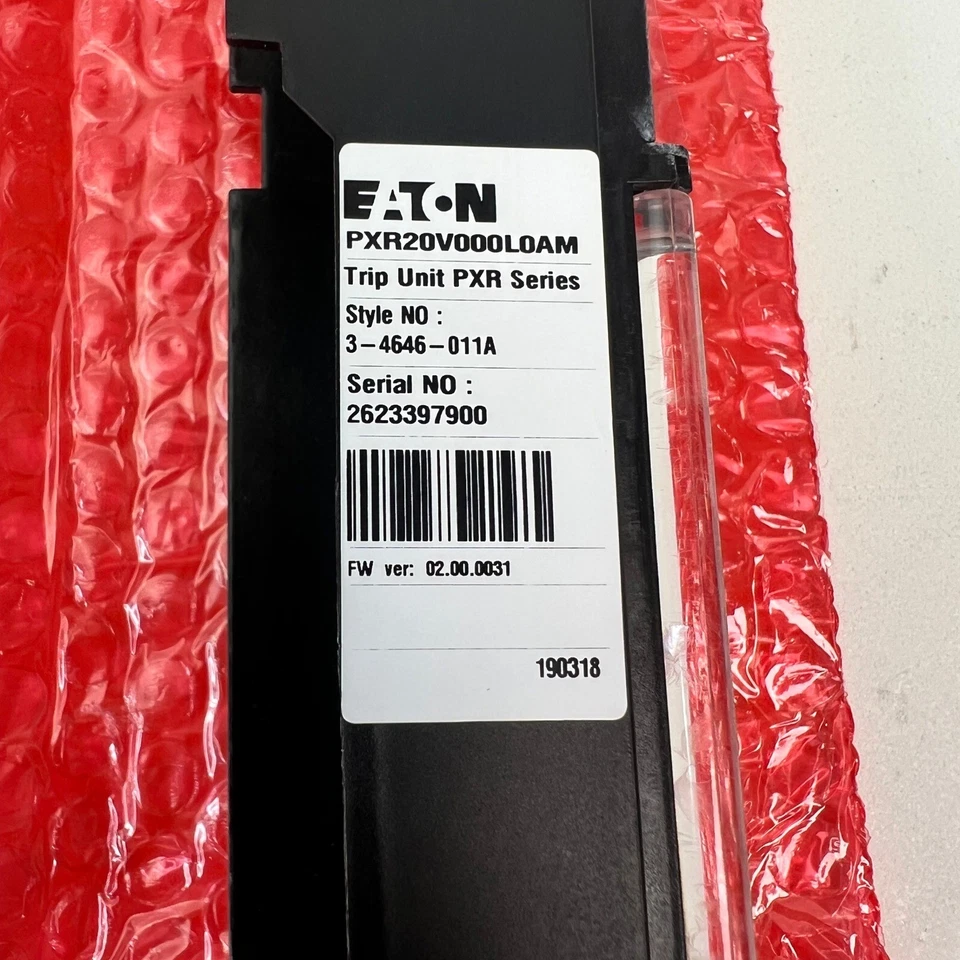 EATON
PXR20V000L0AM
Trip Unit PXR Series
Style NO :
3-4646-011A
Serial NO :
2623397900
FW ver: 02.00.0031
190318